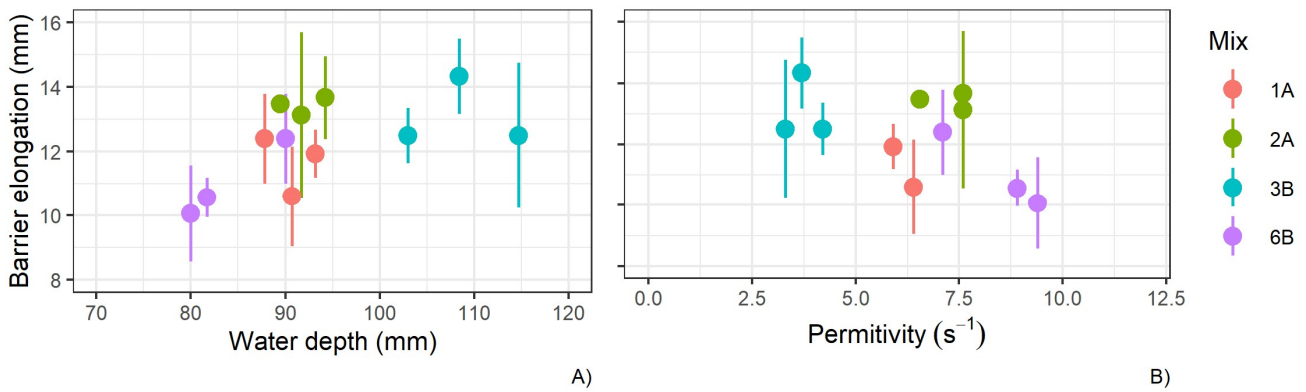 Barrier elongation (mm)
16
14
12
10
8
70 80 90 100 110 120
Water depth (mm)
A)
0.0 2.5 5.0 7.5 10.0 12.5
Permitivity (s⁻¹)
B)
Mix
1A
2A
3B
6B